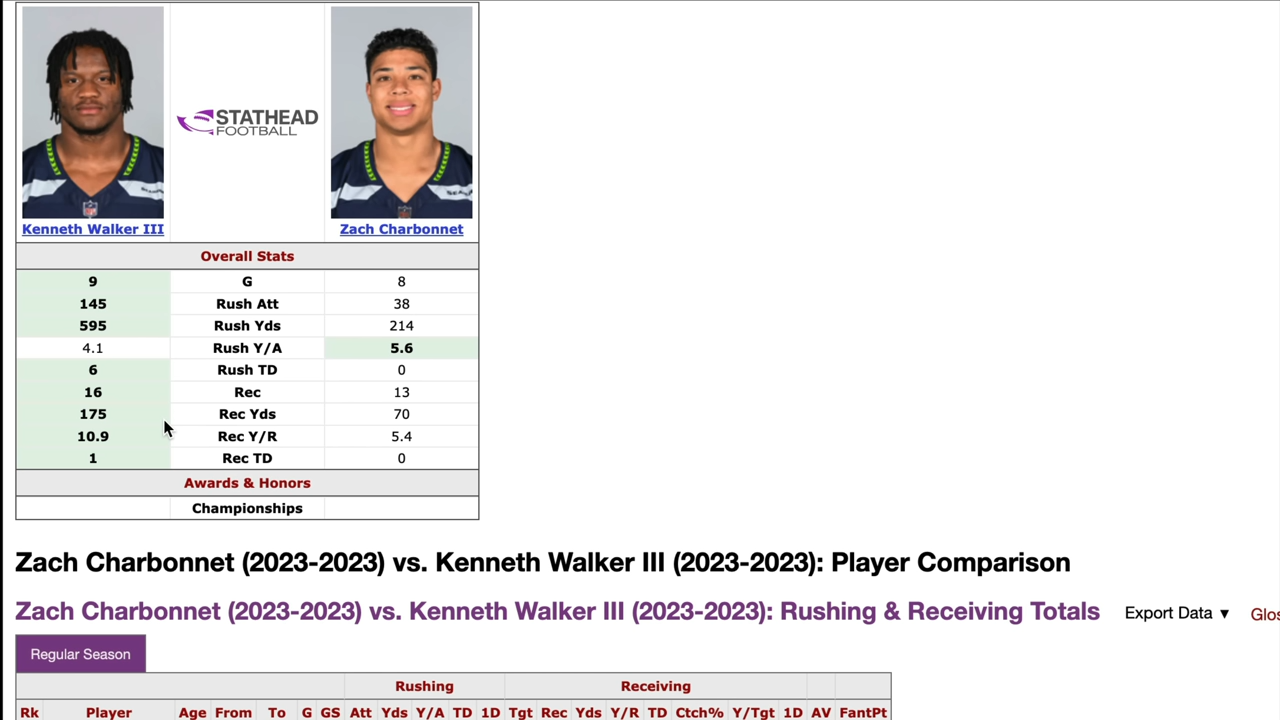 STATHEAD
FOOTBALL
Kenneth Walker III Zach Charbonnet
Overall Stats
9 G 8
145 Rush Att 38
595 Rush Yds 214
4.1 Rush Y/A 5.6
6 Rush TD 0
16 Rec 13
175 Rec Yds 70
10.9 Rec Y/R 5.4
1 Rec TD 0
Awards & Honors
Championships
Zach Charbonnet (2023-2023) vs. Kenneth Walker III (2023-2023): Player Comparison
Zach Charbonnet (2023-2023) vs. Kenneth Walker III (2023-2023): Rushing & Receiving Totals Export Data ▼ Glos
Regular Season
Rushing Receiving
Rk Player Age From To G GS Att Yds Y/A TD 1D Tgt Rec Yds Y/R TD Ctch% Y/Tgt 1D AV FantPt